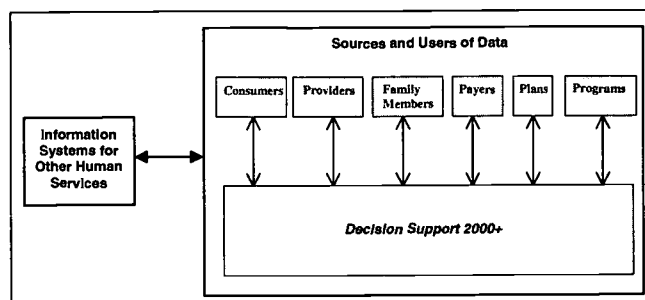 Sources and Users of Data
Consumers
Providers
Family
Members
Payers
Plans
Programs
Information
Systems for
Other Human
Services
Decision Support 2000+